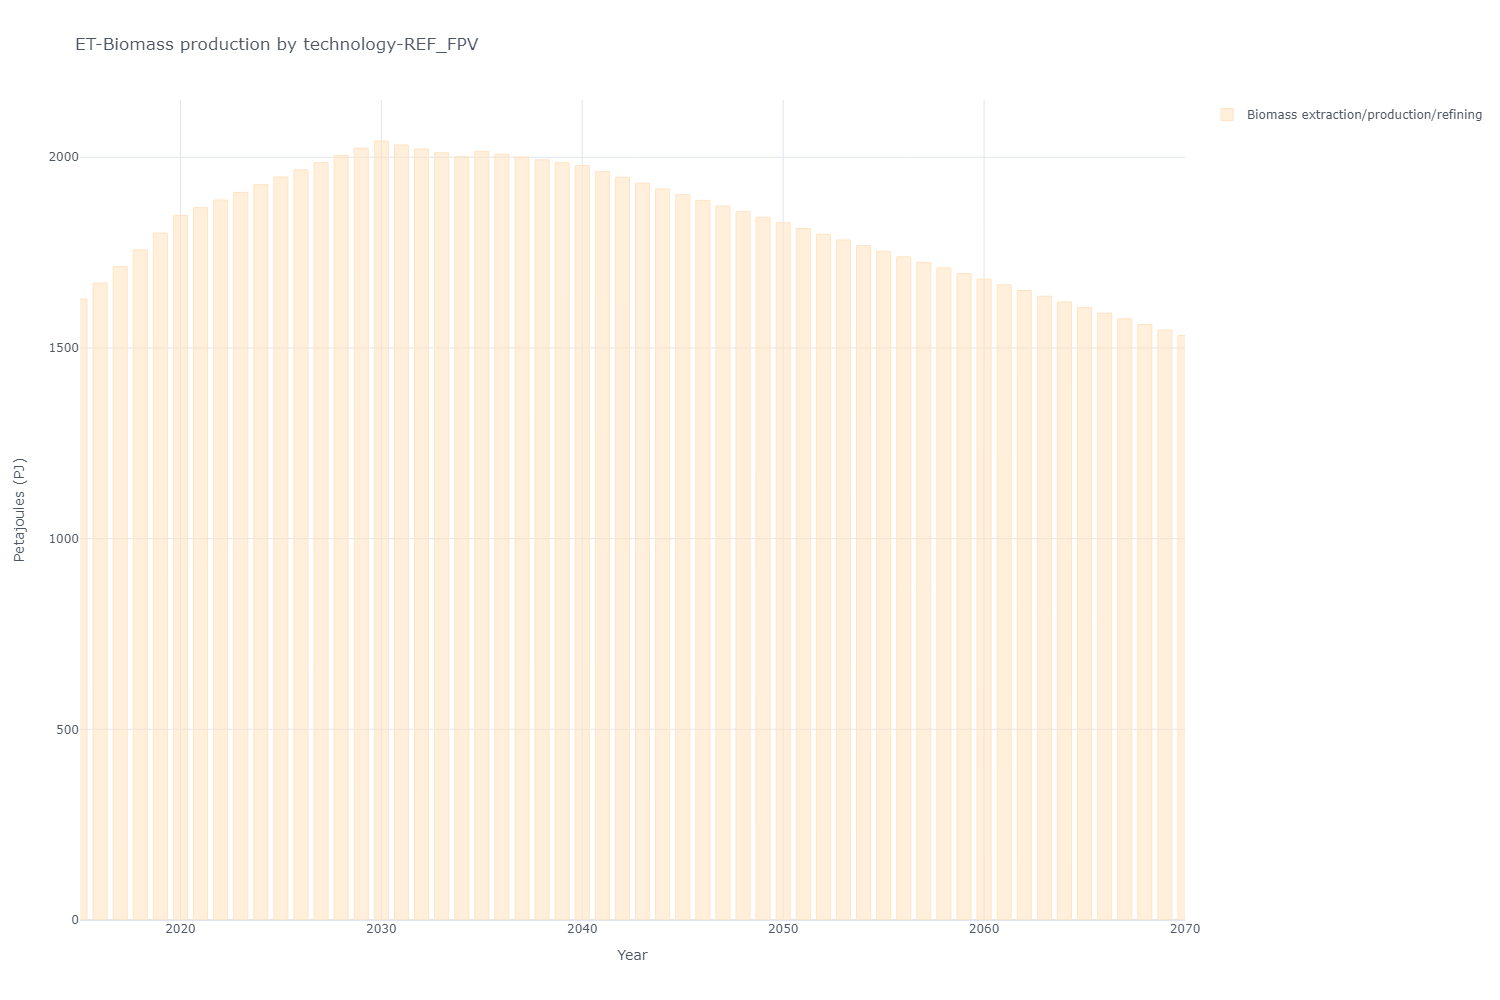 ET-Biomass production by technology-REF_FPV
Biomass extraction/production/refining
2000
1500
1000
500
0
Petajoules (PJ)
2020
2030
2040
2050
2060
2070
Year